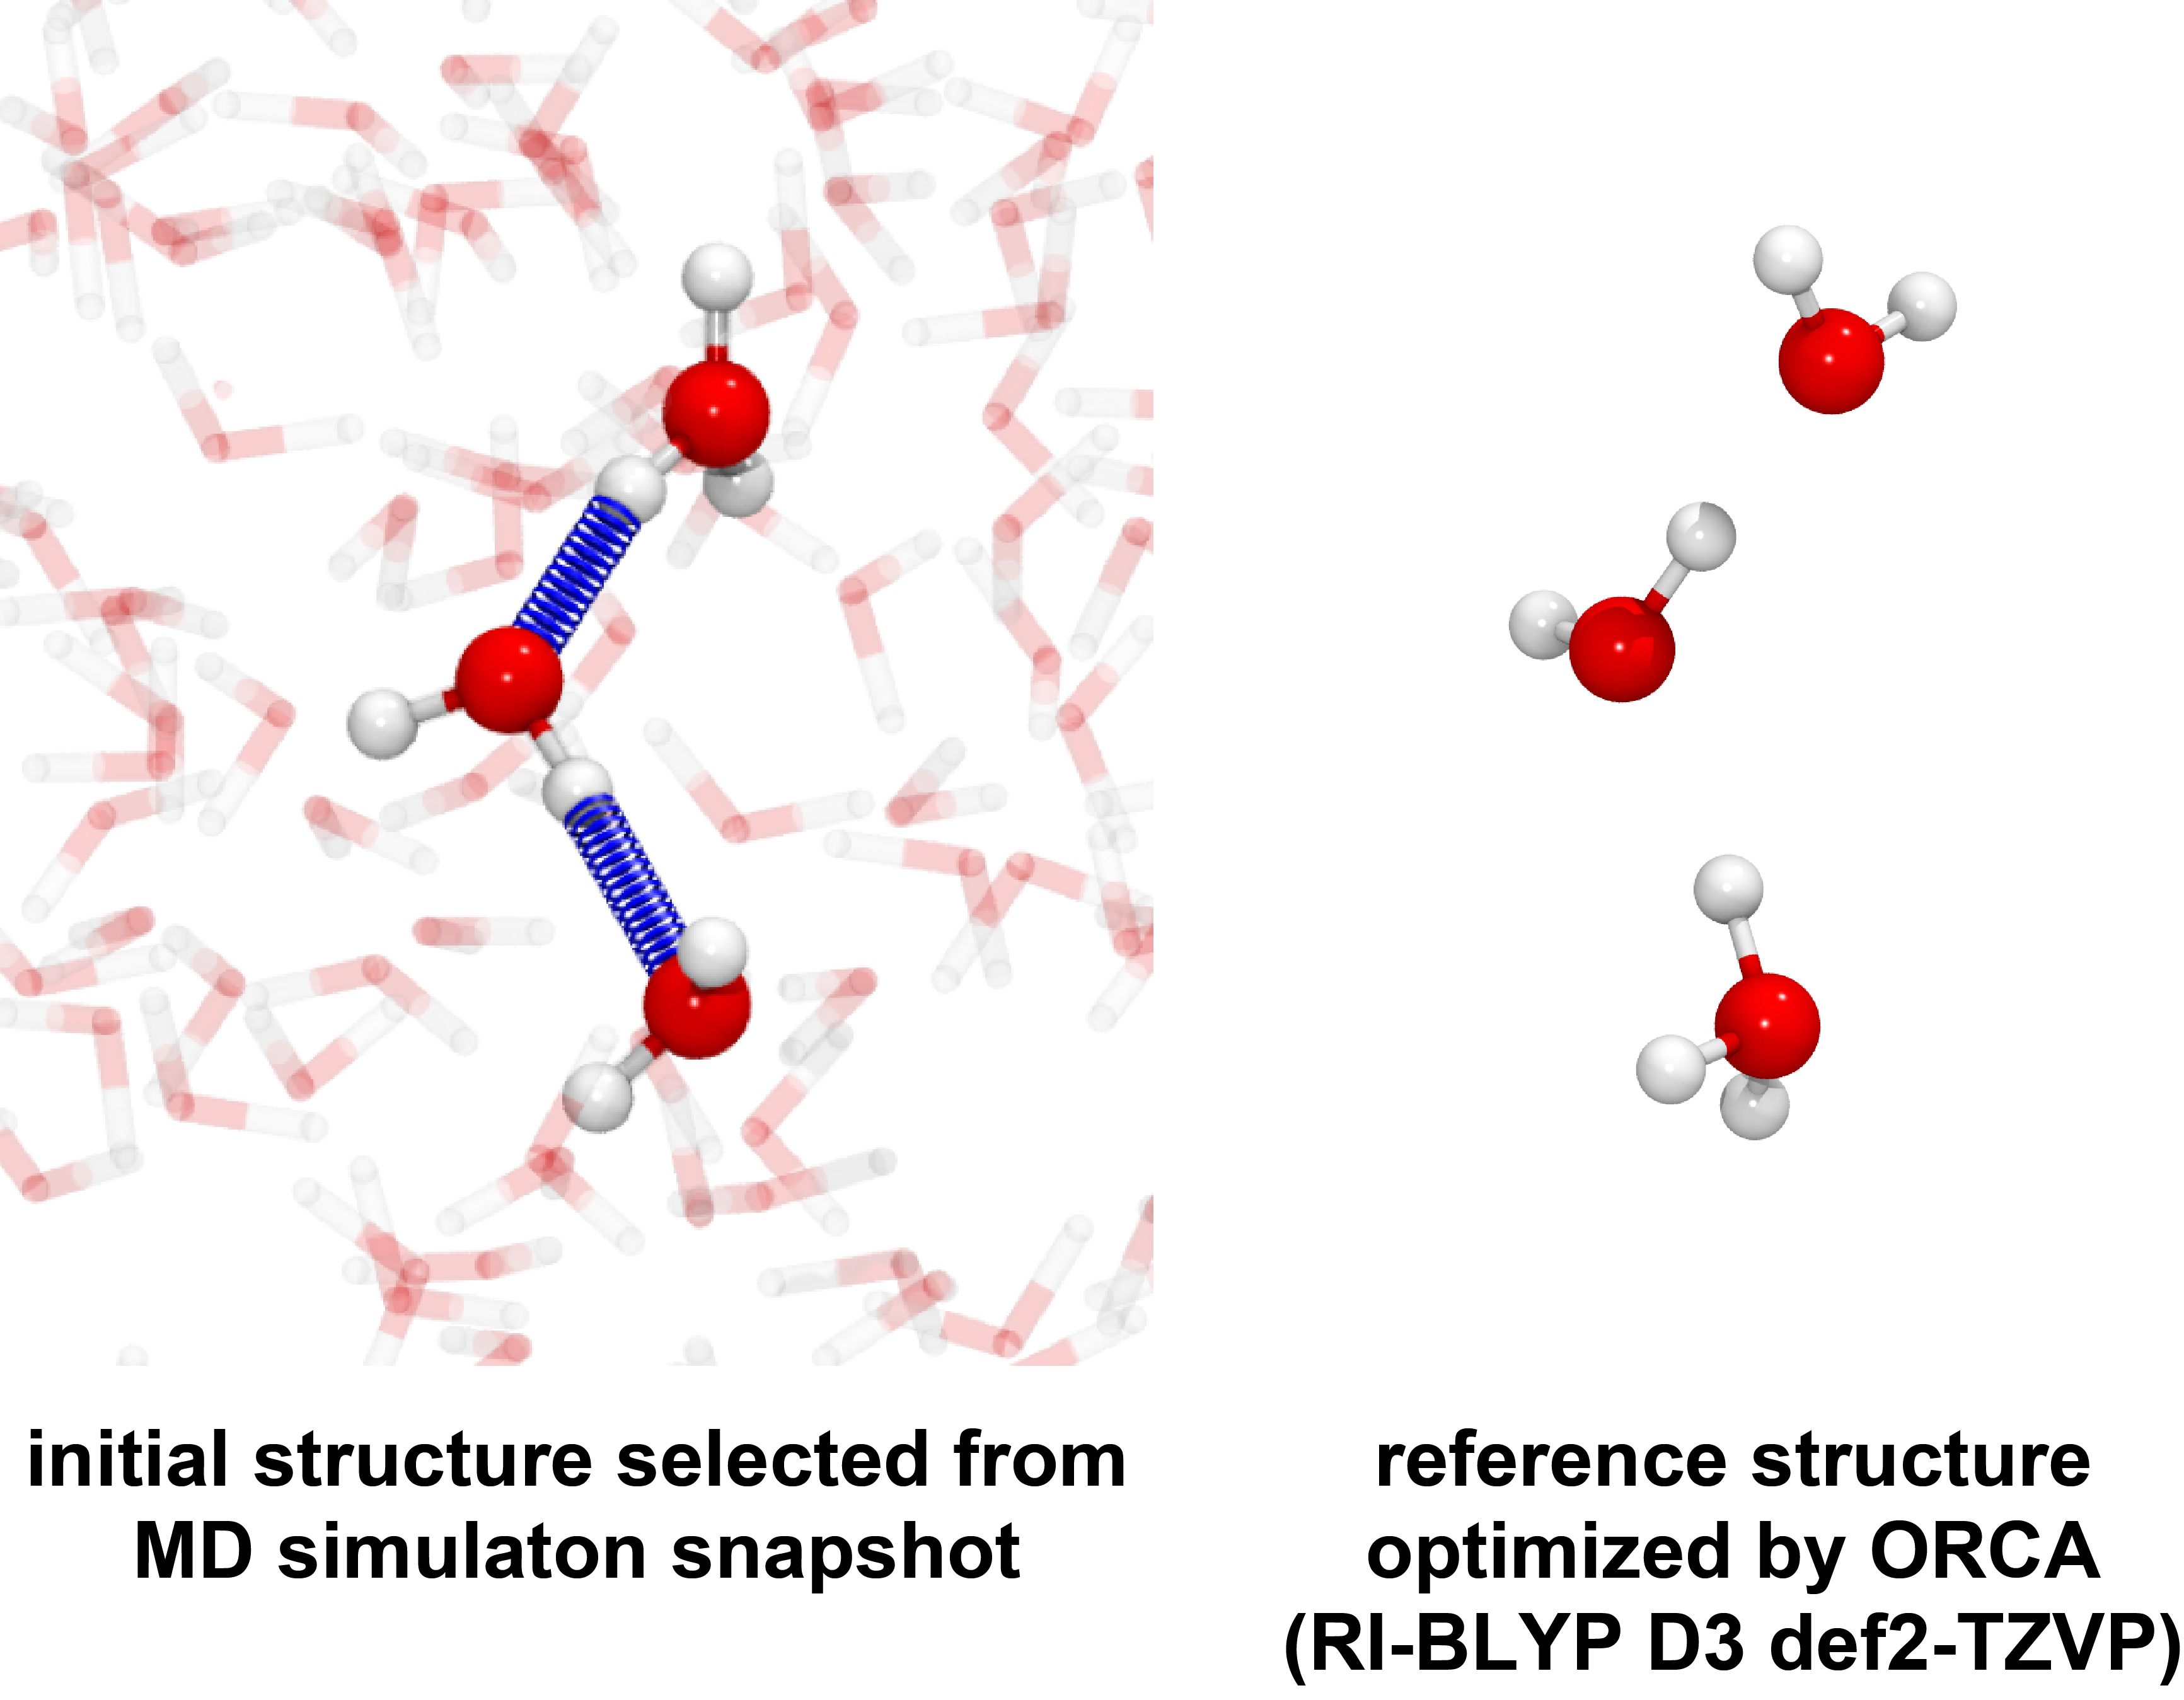 initial structure selected from
MD simulaton snapshot
reference structure
optimized by ORCA
(RI-BLYP D3 def2-TZVP)